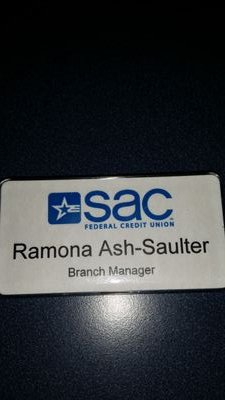 sac
FEDERAL CREDIT UNION
Ramona Ash-Saulter
Branch Manager